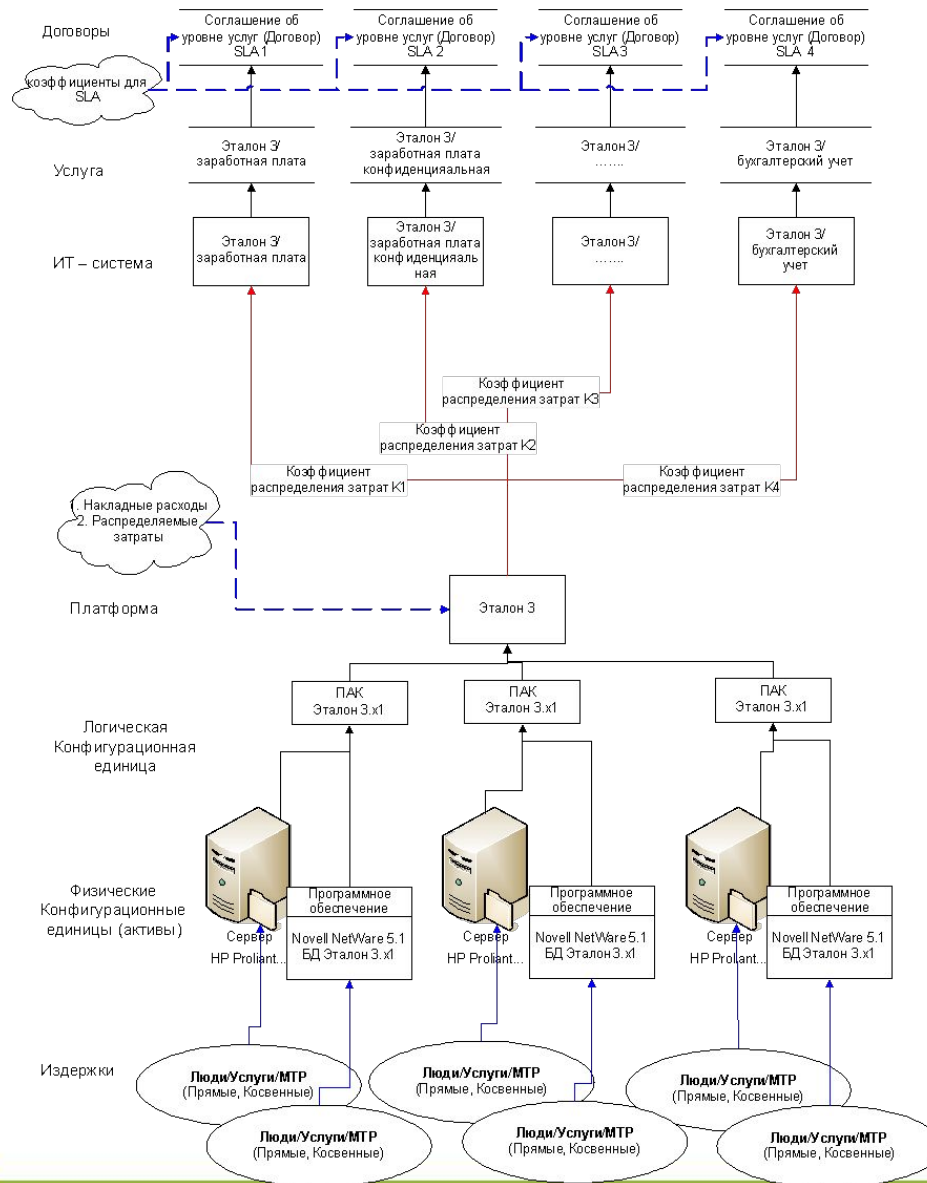 Договоры
Соглашение об
уровне услуг (Договор)
SLA 1
Соглашение об
уровне услуг (Договор)
SLA 2
Соглашение об
уровне услуг (Договор)
SLA 3
Соглашение об
уровне услуг (Договор)
SLA 4
коэффициенты для
SLA
Услуга
Эталон 3/
заработная плата
Эталон 3/
заработная плата
конфиденцияальная
Эталон 3/
.......
Эталон 3/
бухгалтерский учет
ИТ – система
Эталон 3/
заработная плата
Эталон 3/
заработная плата
конфиденцияаль
ная
Эталон 3/
.......
Эталон 3/
бухгалтерский
учет
Коэффициент
распределения затрат К3
Коэффициент
распределения затрат К2
Коэффициент
распределения затрат К1
Коэффициент
распределения затрат К4
1. Накладные расходы
2. Распределяемые
затраты
Платформа
Эталон 3
ПАК
Эталон 3.х1
ПАК
Эталон 3.х1
ПАК
Эталон 3.х1
Логическая
Конфигурационная
единица
Физические
Конфигурационные
единицы (активы)
Сервер
HP Proliant...
Программное
обеспечение
Novell NetWare 5.1
БД Эталон 3.х1
Сервер
HP Proliant...
Программное
обеспечение
Novell NetWare 5.1
БД Эталон 3.х1
Сервер
HP Proliant...
Программное
обеспечение
Novell NetWare 5.1
БД Эталон 3.х1
Издержки
Люди/Услуги/МТР
(Прямые, Косвенные)
Люди/Услуги/МТР
(Прямые, Косвенные)
Люди/Услуги/МТР
(Прямые, Косвенные)
Люди/Услуги/МТР
(Прямые, Косвенные)
Люди/Услуги/МТР
(Прямые, Косвенные)
Люди/Услуги/МТР
(Прямые, Косвенные)